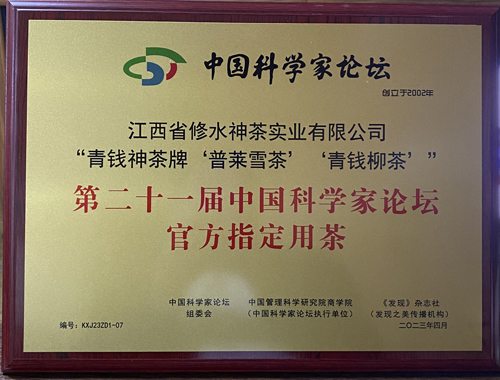 中国科学家论坛
创立于2002年
江西省修水神茶实业有限公司
“青钱神茶牌‘普莱雪茶’‘青钱柳茶’”
第二十一届中国科学家论坛
官方指定用茶
中国科学家论坛 中国管理科学研究院商学院 《发现》杂志社
组委会 （中国科学家论坛执行单位） （发现之美传播机构）
编号：KXJ23ZD1-07 二〇二三年四月